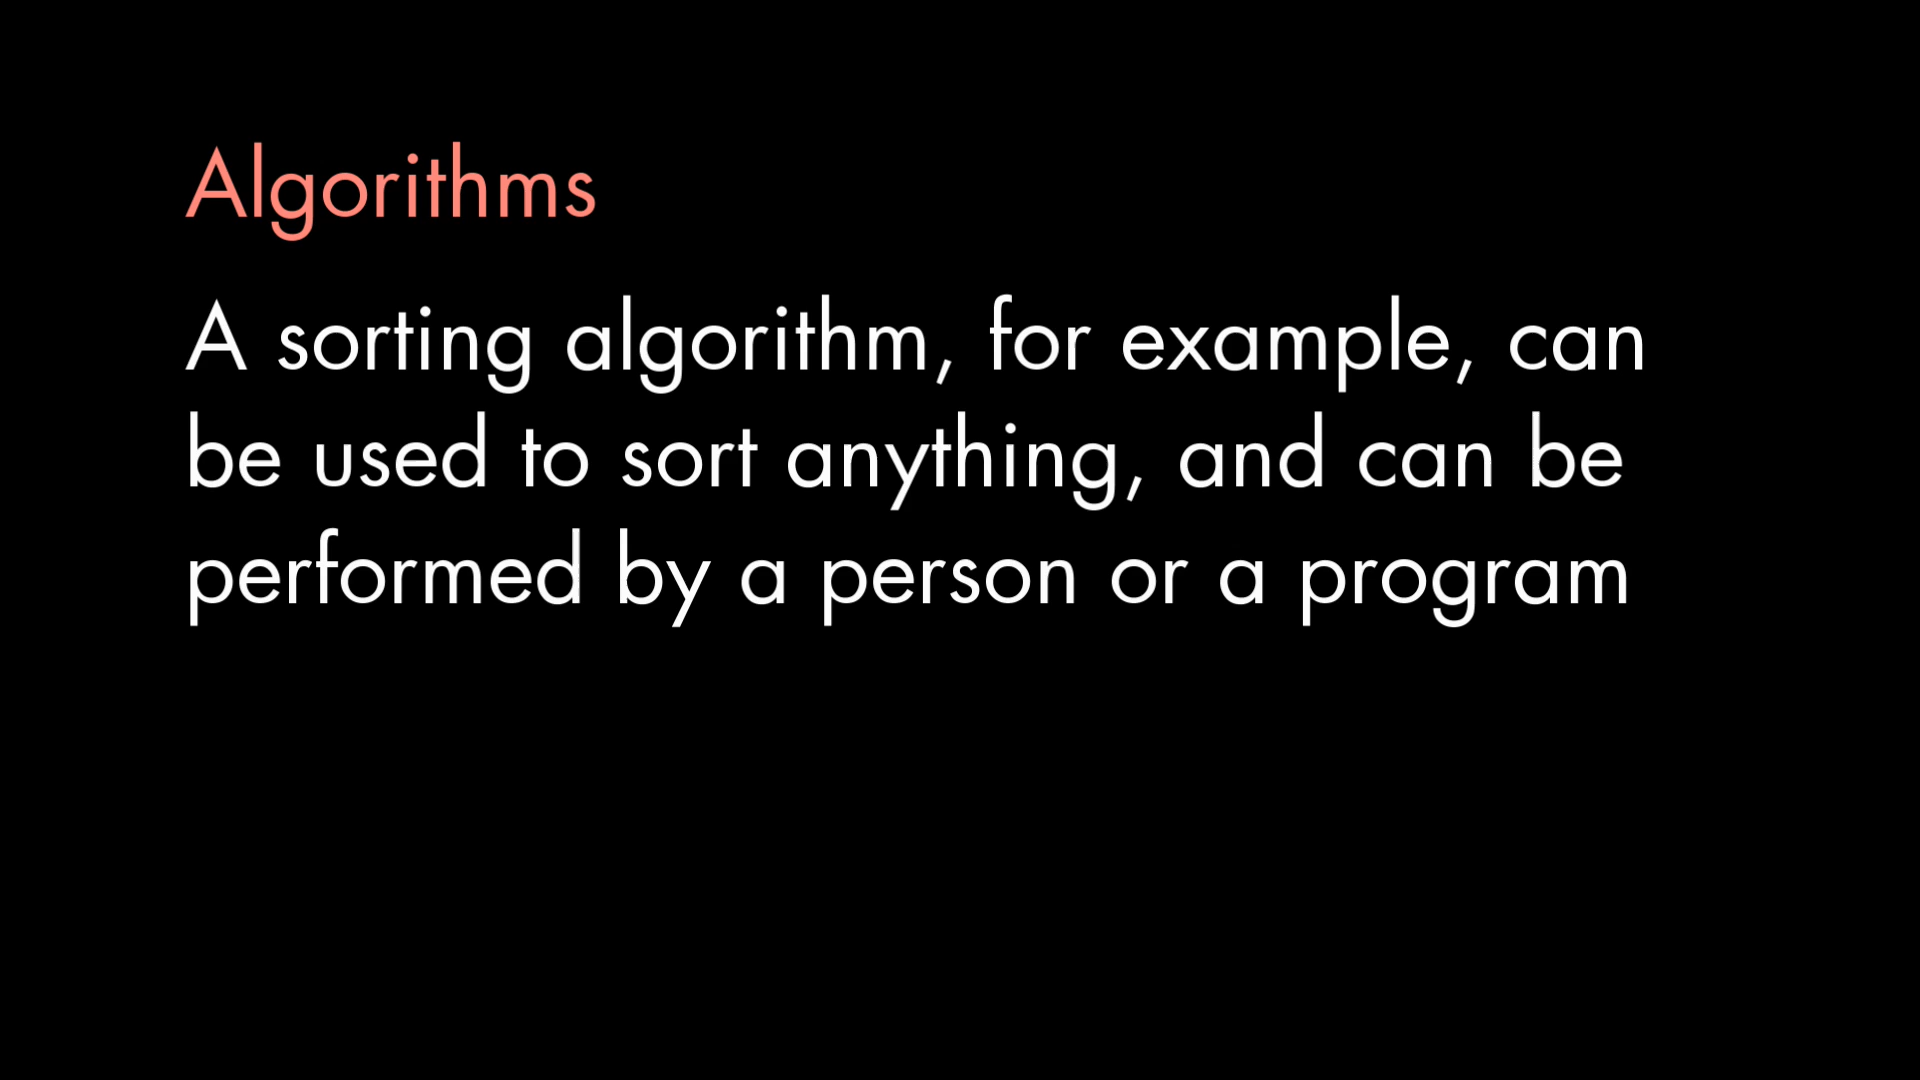 Algorithms
A sorting algorithm, for example, can
be used to sort anything, and can be
performed by a person or a program